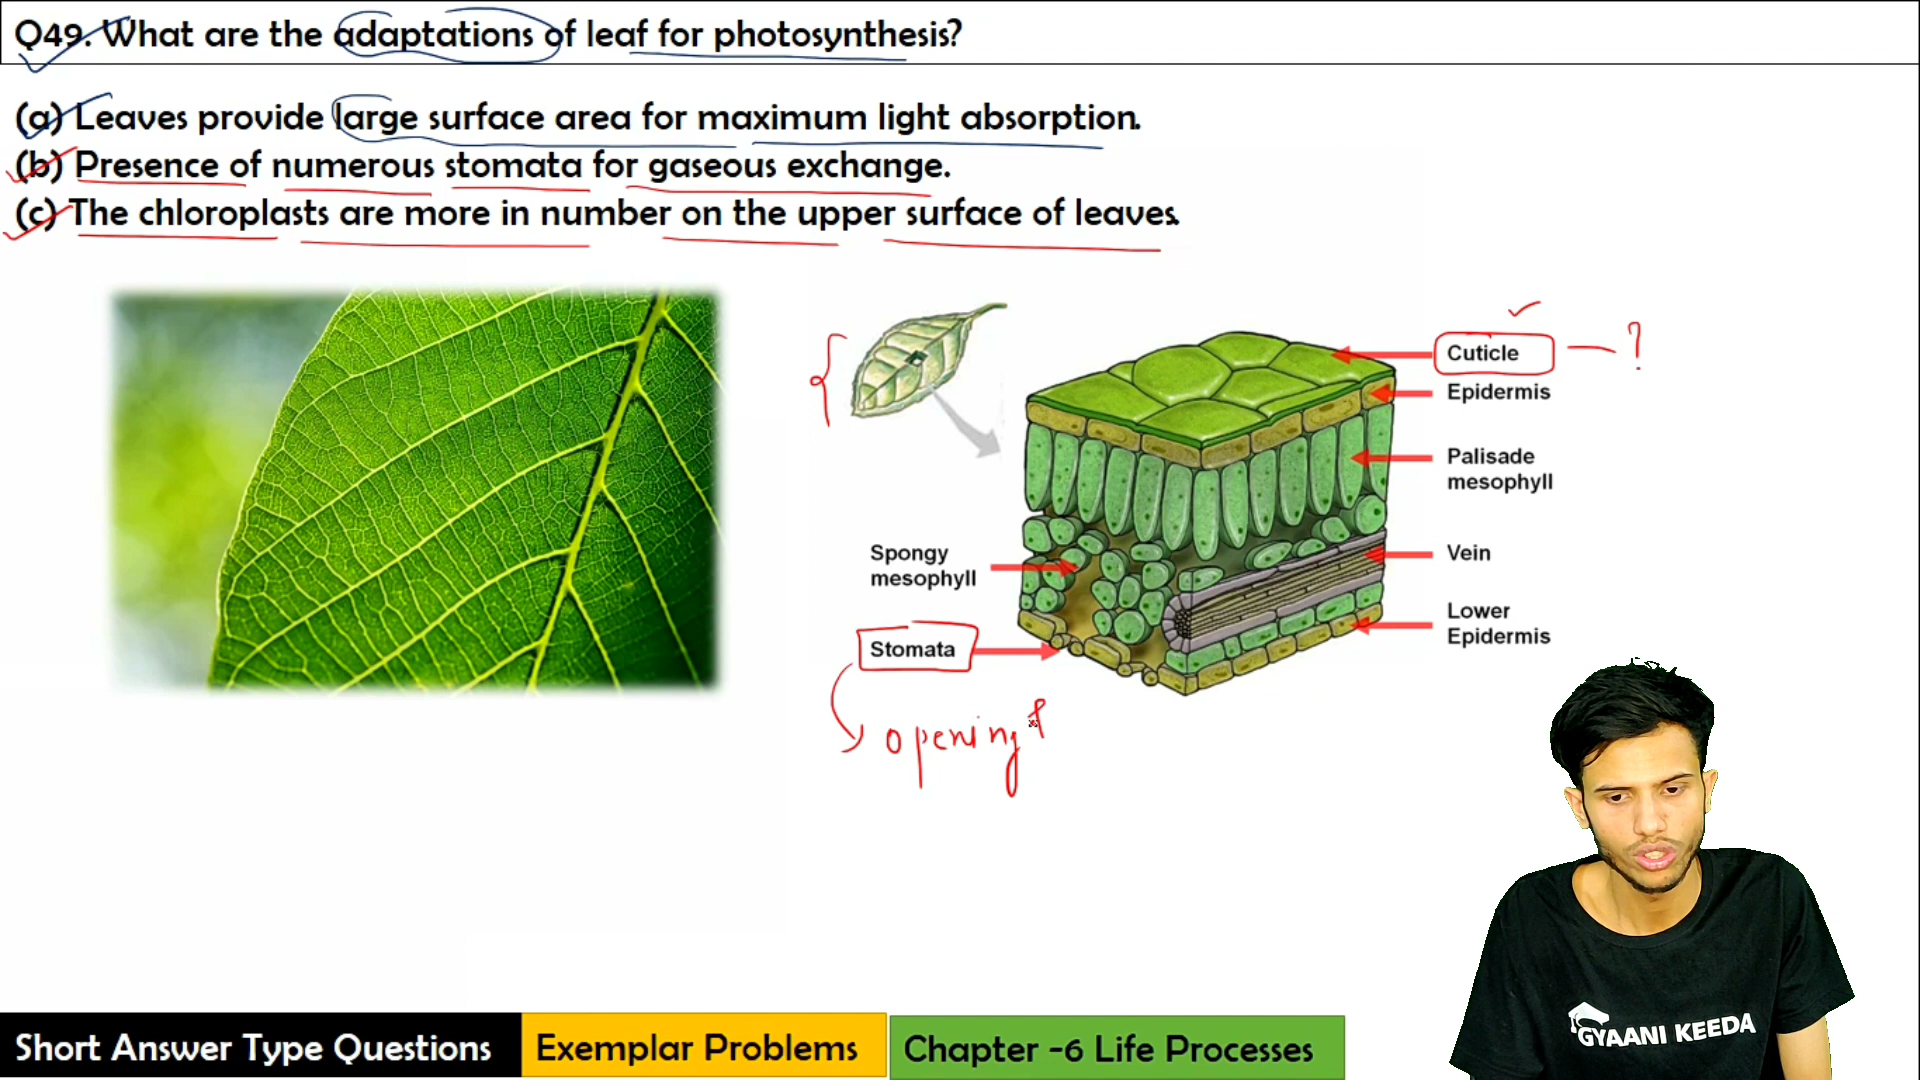 Q49. What are the adaptations of leaf for photosynthesis?
(a) Leaves provide large surface area for maximum light absorption.
(b) Presence of numerous stomata for gaseous exchange.
(c) The chloroplasts are more in number on the upper surface of leaves.
Cuticle — ?
Epidermis
Palisade
mesophyll
Spongy
mesophyll
Vein
Lower
Epidermis
Stomata
opening
GYAANI KEEDA
Short Answer Type Questions
Exemplar Problems
Chapter -6 Life Processes